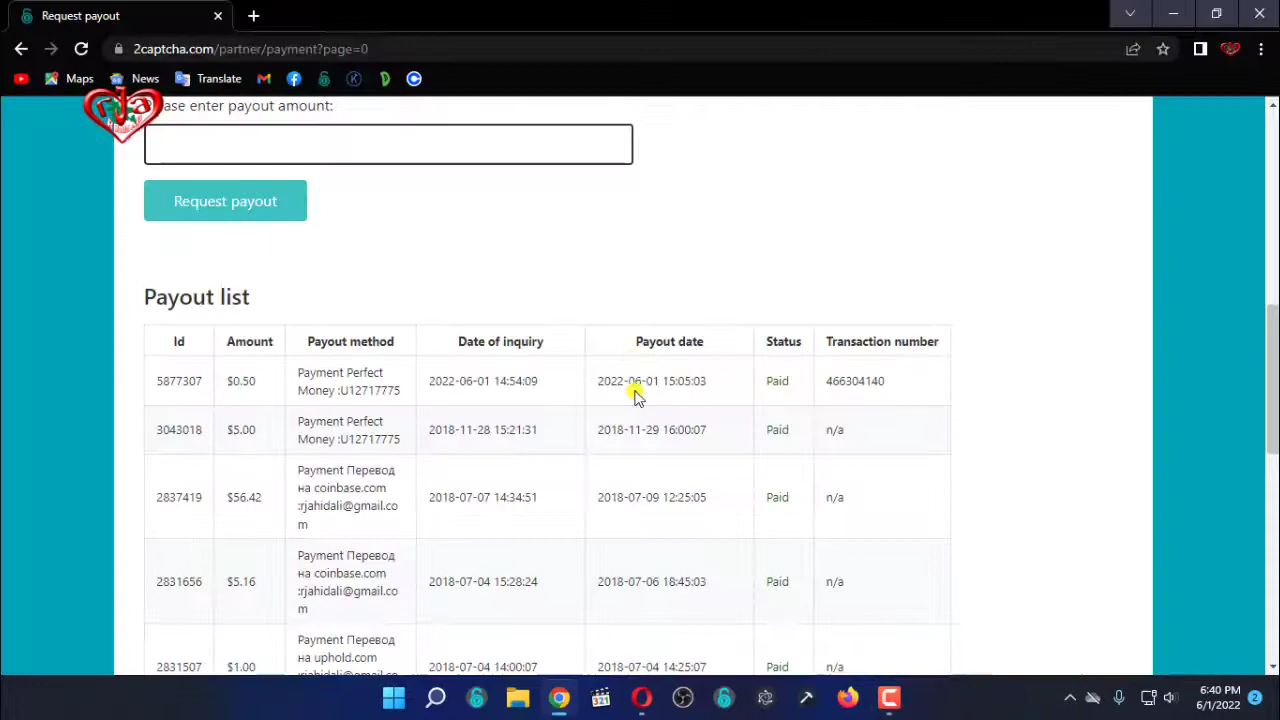 Request payout
2captcha.com/partner/payment?page=0
Maps News Translate
ease enter payout amount:
Request payout
Payout list
Id Amount Payout method Date of inquiry Payout date Status Transaction number
5877307 $0.50 Payment Perfect Money :U12717775 2022-06-01 14:54:09 2022-06-01 15:05:03 Paid 466304140
3043018 $5.00 Payment Perfect Money :U12717775 2018-11-28 15:21:31 2018-11-29 16:00:07 Paid n/a
2837419 $56.42 Payment Перевод на coinbase.com :rjahidali@gmail.co m 2018-07-07 14:34:51 2018-07-09 12:25:05 Paid n/a
2831656 $5.16 Payment Перевод на coinbase.com :rjahidali@gmail.co m 2018-07-04 15:28:24 2018-07-06 18:45:03 Paid n/a
2831507 $1.00 Payment Перевод на uphold.com :rjahidali@gmail.co 2018-07-04 14:00:07 2018-07-04 14:25:07 Paid n/a
321
6:40 PM
6/1/2022
2